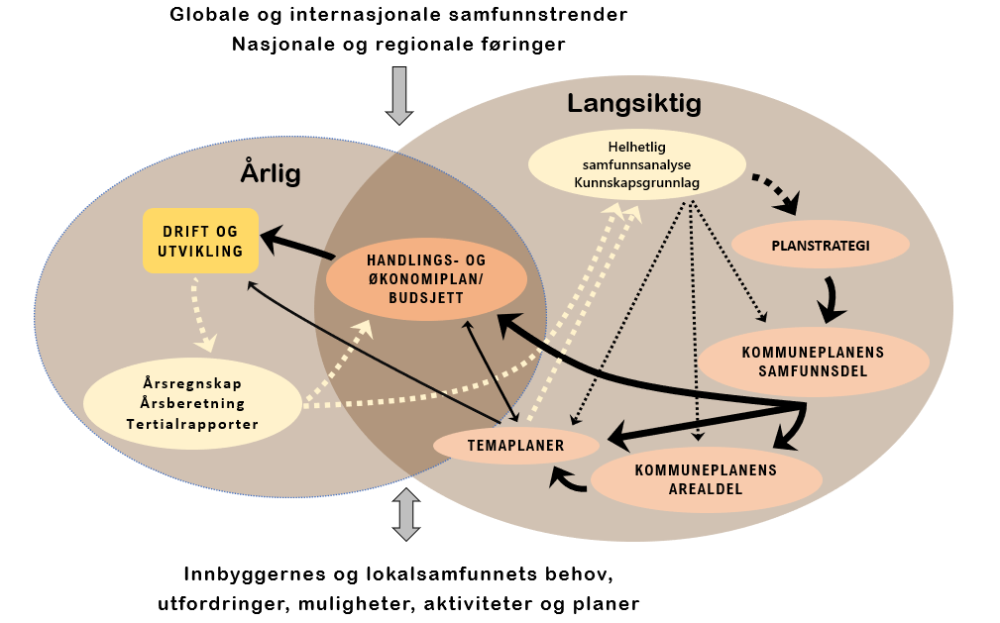 Globale og internasjonale samfunnstrender
Nasjonale og regionale føringer
Langsiktig
Årlig
Helhetlig
samfunnsanalyse
Kunnskapsgrunnlag
DRIFT OG
UTVIKLING
PLANSTRATEGI
HANDLINGS- OG
ØKONOMIPLAN/
BUDSJETT
KOMMUNEPLANENS
SAMFUNNSDEL
Årsregnskap
Årsberetning
Tertialrapporter
TEMAPLANER
KOMMUNEPLANENS
AREALDEL
Innbyggernes og lokalsamfunnets behov,
utfordringer, muligheter, aktiviteter og planer